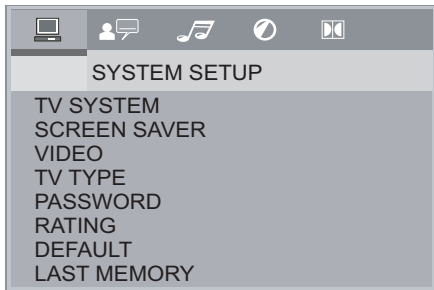 SYSTEM SETUP
TV SYSTEM
SCREEN SAVER
VIDEO
TV TYPE
PASSWORD
RATING
DEFAULT
LAST MEMORY